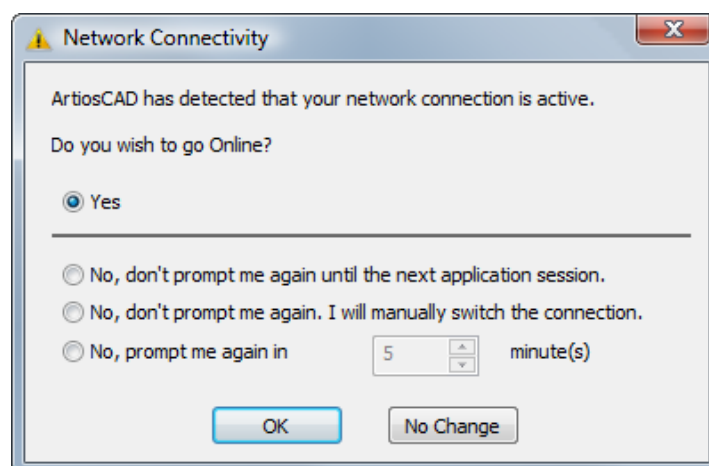 Network Connectivity
ArtiosCAD has detected that your network connection is active.
Do you wish to go Online?
Yes
No, don't prompt me again until the next application session.
No, don't prompt me again. I will manually switch the connection.
No, prompt me again in 5 minute(s)
OK No Change